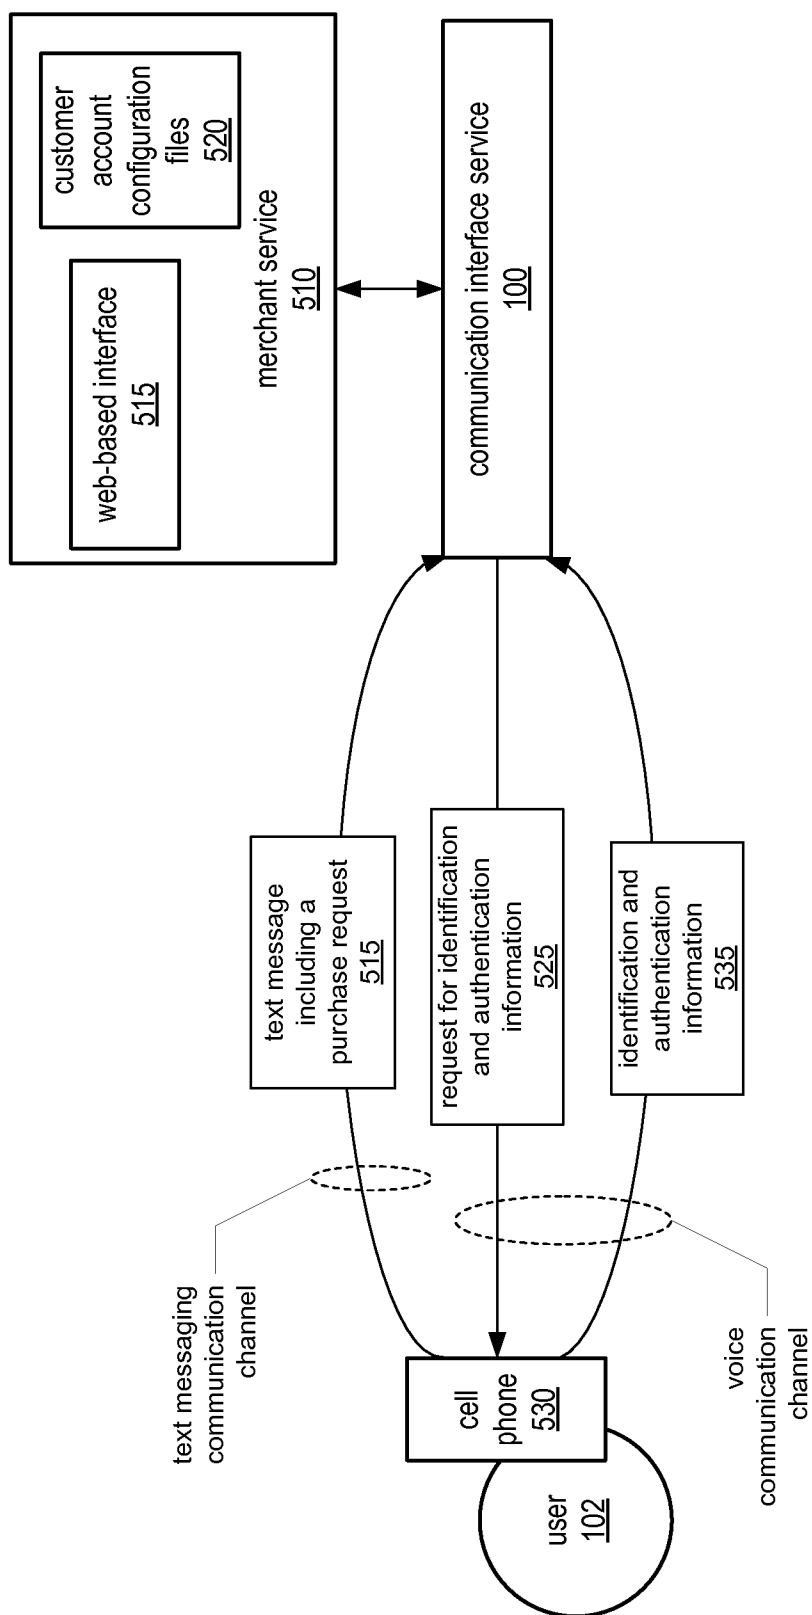 customer
account
configuration
files
520
web-based interface
515
merchant service
510
communication interface service
100
text message
including a
purchase request
515
request for identification
and authentication
information
525
identification and
authentication
information
535
text messaging
communication
channel
voice
communication
channel
cell
phone
530
user
102